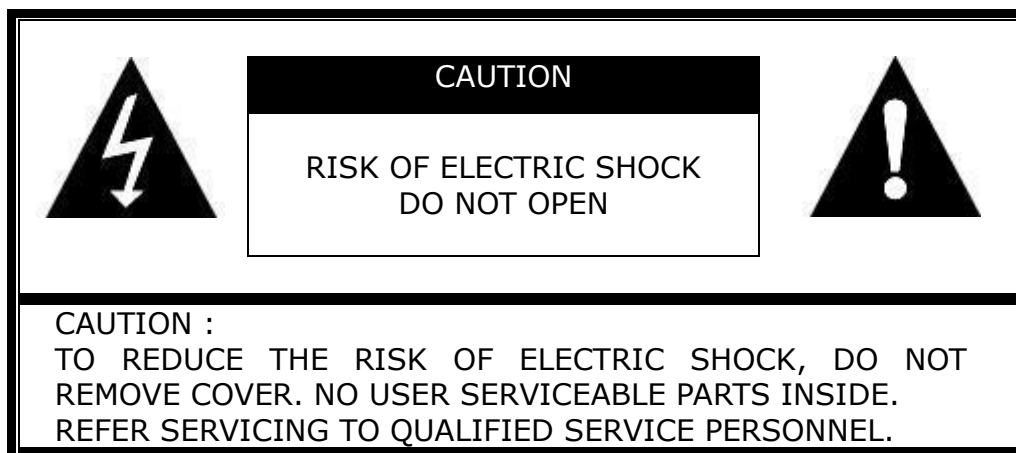 CAUTION
RISK OF ELECTRIC SHOCK
DO NOT OPEN
CAUTION :
TO REDUCE THE RISK OF ELECTRIC SHOCK, DO NOT
REMOVE COVER. NO USER SERVICEABLE PARTS INSIDE.
REFER SERVICING TO QUALIFIED SERVICE PERSONNEL.